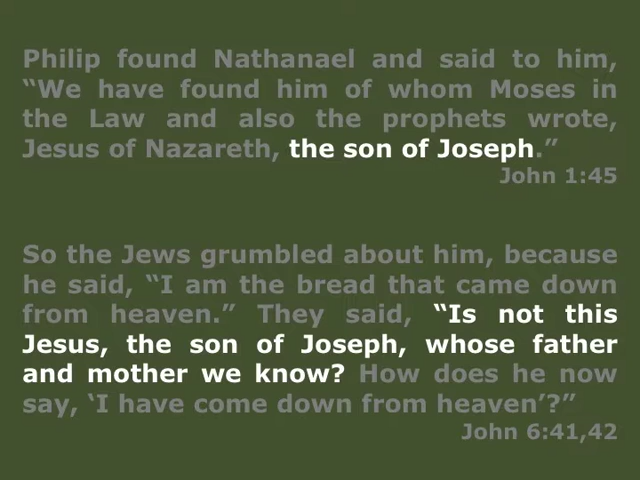 Philip found Nathanael and said to him,
“We have found him of whom Moses in
the Law and also the prophets wrote,
Jesus of Nazareth, the son of Joseph.”
John 1:45
So the Jews grumbled about him, because
he said, “I am the bread that came down
from heaven.” They said, “Is not this
Jesus, the son of Joseph, whose father
and mother we know? How does he now
say, ‘I have come down from heaven’?”
John 6:41,42